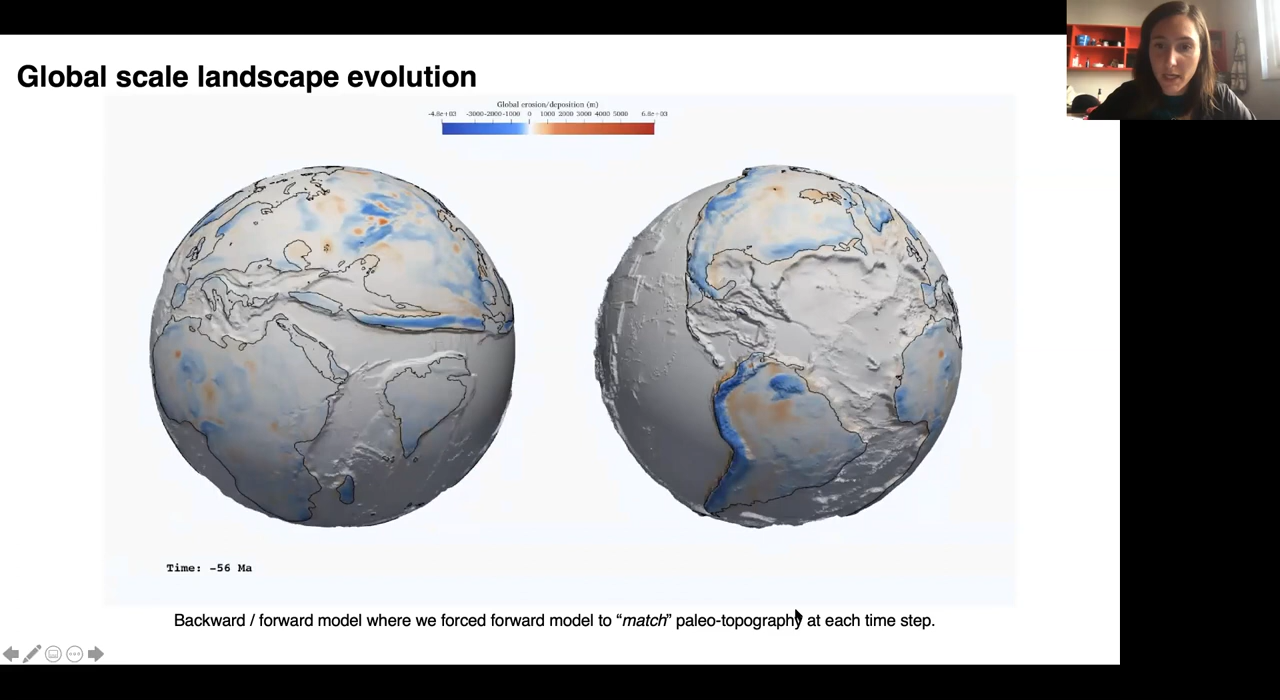 Global scale landscape evolution
Global erosion/deposition (m)
-4.8e+03 -3000 -2000 -1000 0 1000 2000 3000 4000 5000 6.8e+03
Time: -56 Ma
Backward / forward model where we forced forward model to “match” paleo-topography at each time step.